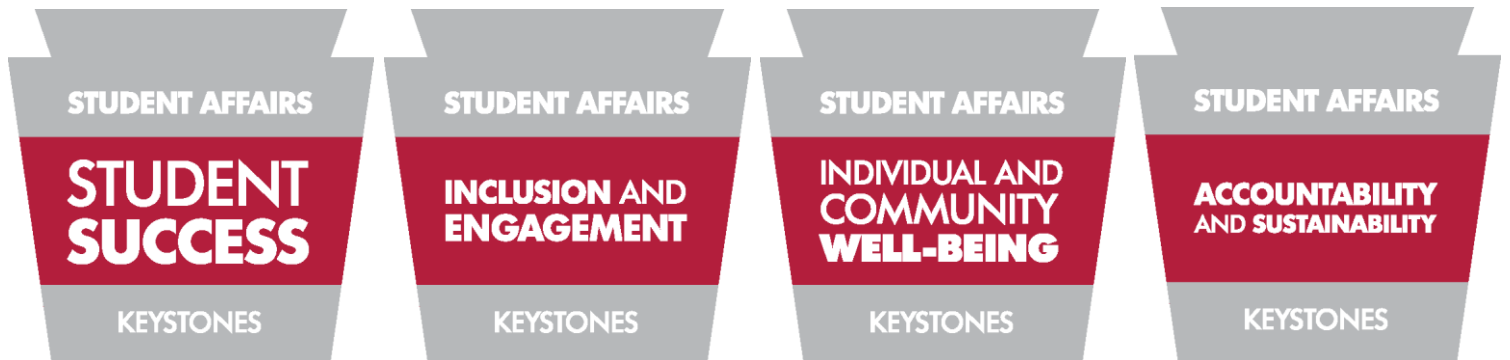 STUDENT AFFAIRS
STUDENT
SUCCESS
KEYSTONES
STUDENT AFFAIRS
INCLUSION AND
ENGAGEMENT
KEYSTONES
STUDENT AFFAIRS
INDIVIDUAL AND
COMMUNITY
WELL-BEING
KEYSTONES
STUDENT AFFAIRS
ACCOUNTABILITY
AND SUSTAINABILITY
KEYSTONES